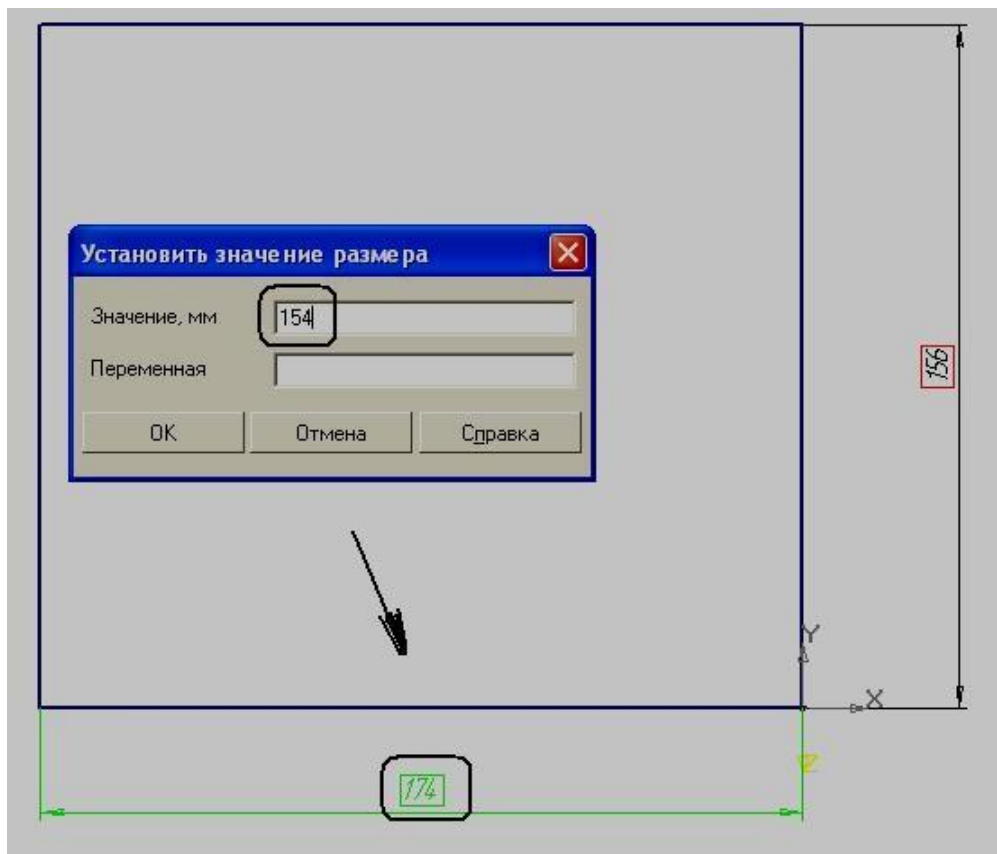 Установить значение размера
Значение, мм 154
Переменная
OK Отмена Справка
156
Y
X
Z
174